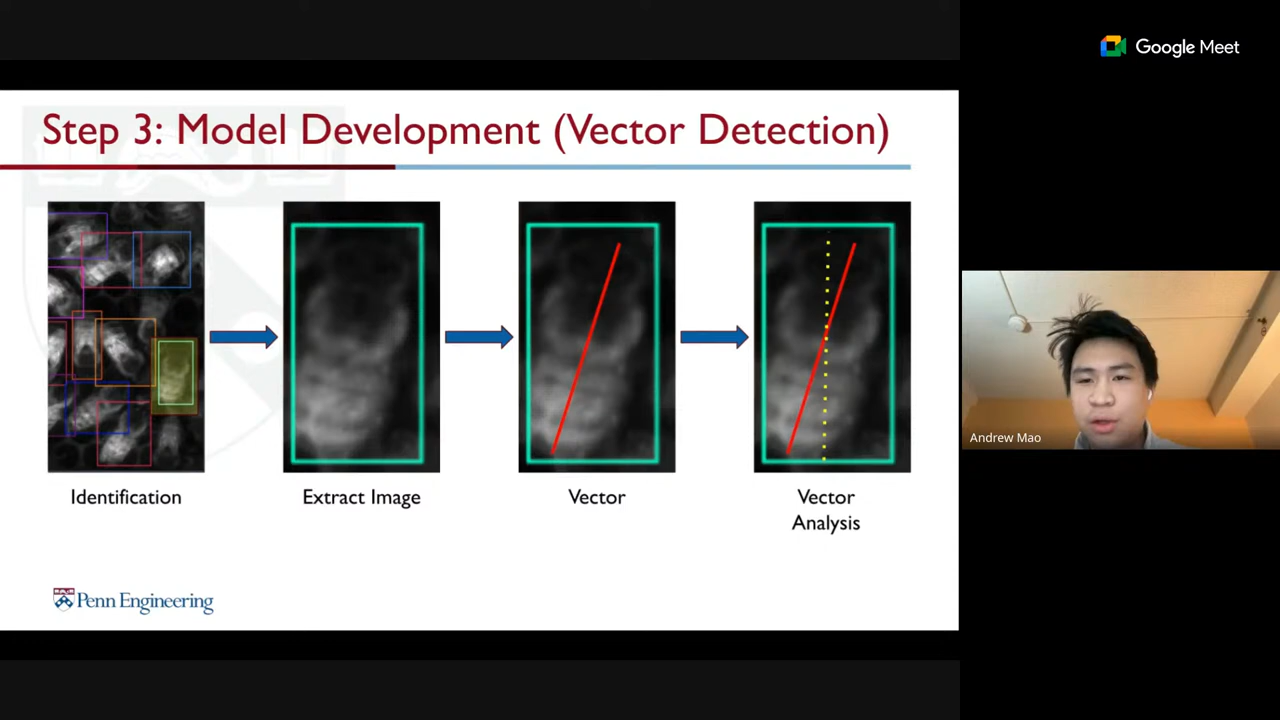 Google Meet
Step 3: Model Development (Vector Detection)
Identification
Extract Image
Vector
Vector
Analysis
Penn Engineering
Andrew Mao